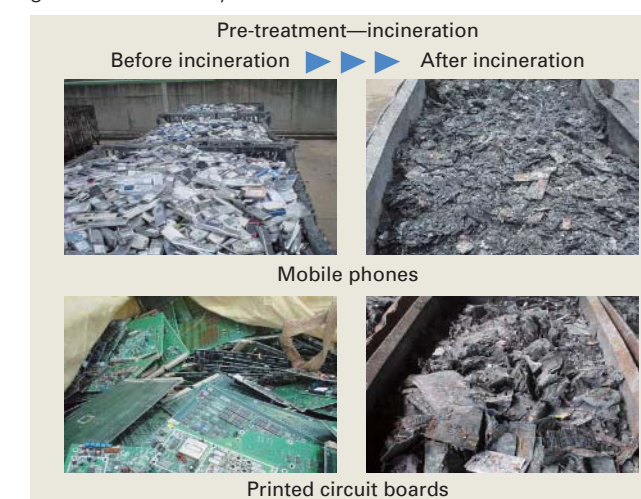 Pre-treatment—incineration
Before incineration
After incineration
Mobile phones
Printed circuit boards